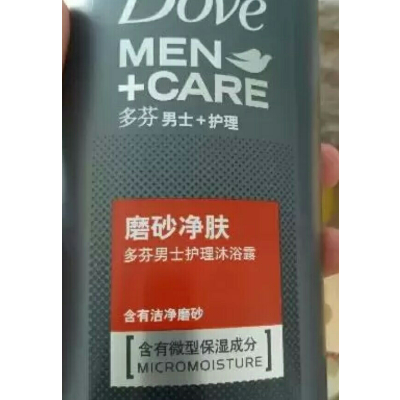 Dove
MEN
+CARE
多芬男士+护理
磨砂净肤
多芬男士护理沐浴露
含有洁净磨砂
含有微型保湿成分
MICROMOISTURE